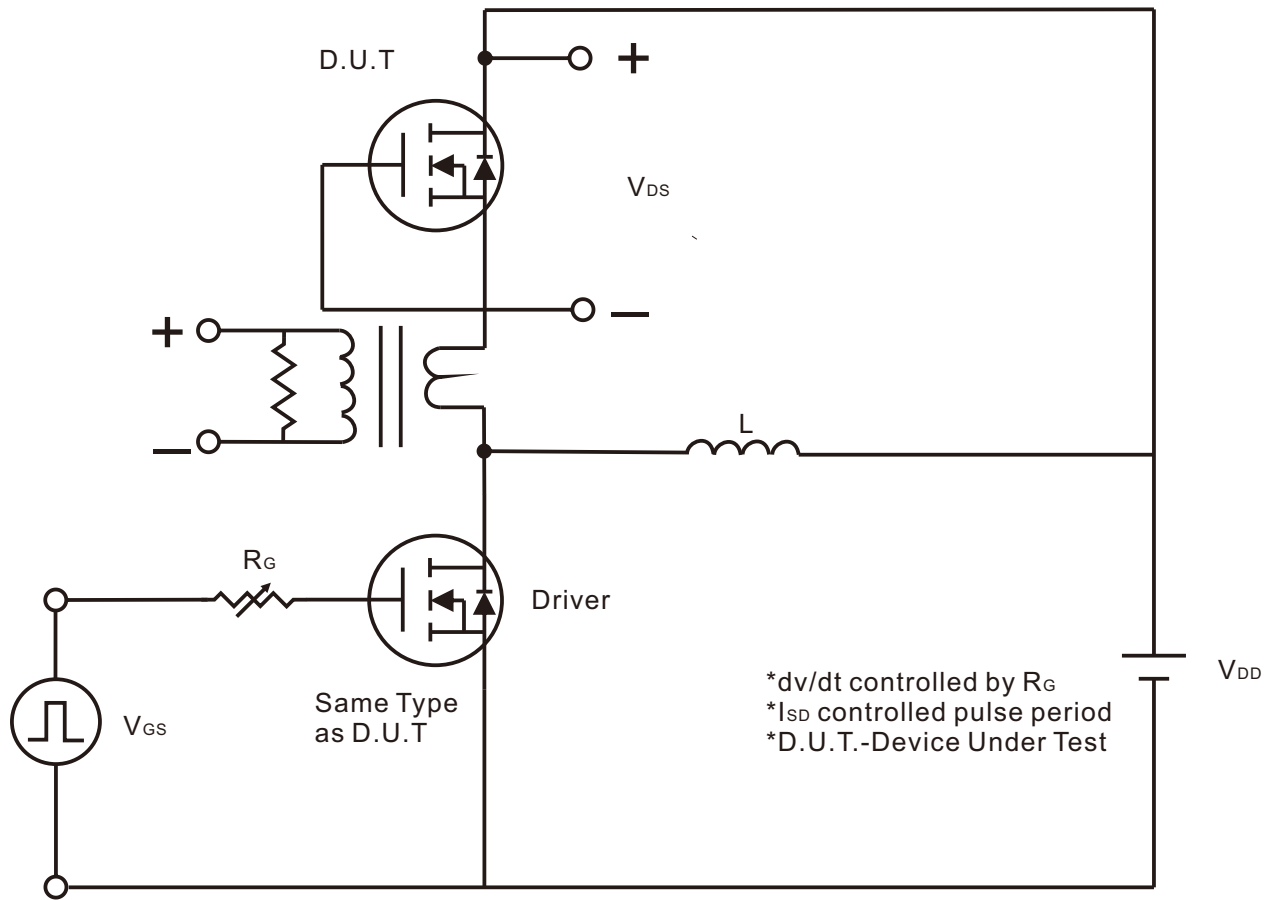 D.U.T
+
VDS
—
+
—
L
RG
Driver
VGS
Same Type
as D.U.T
VDD
*dv/dt controlled by RG
*ISD controlled pulse period
*D.U.T.-Device Under Test